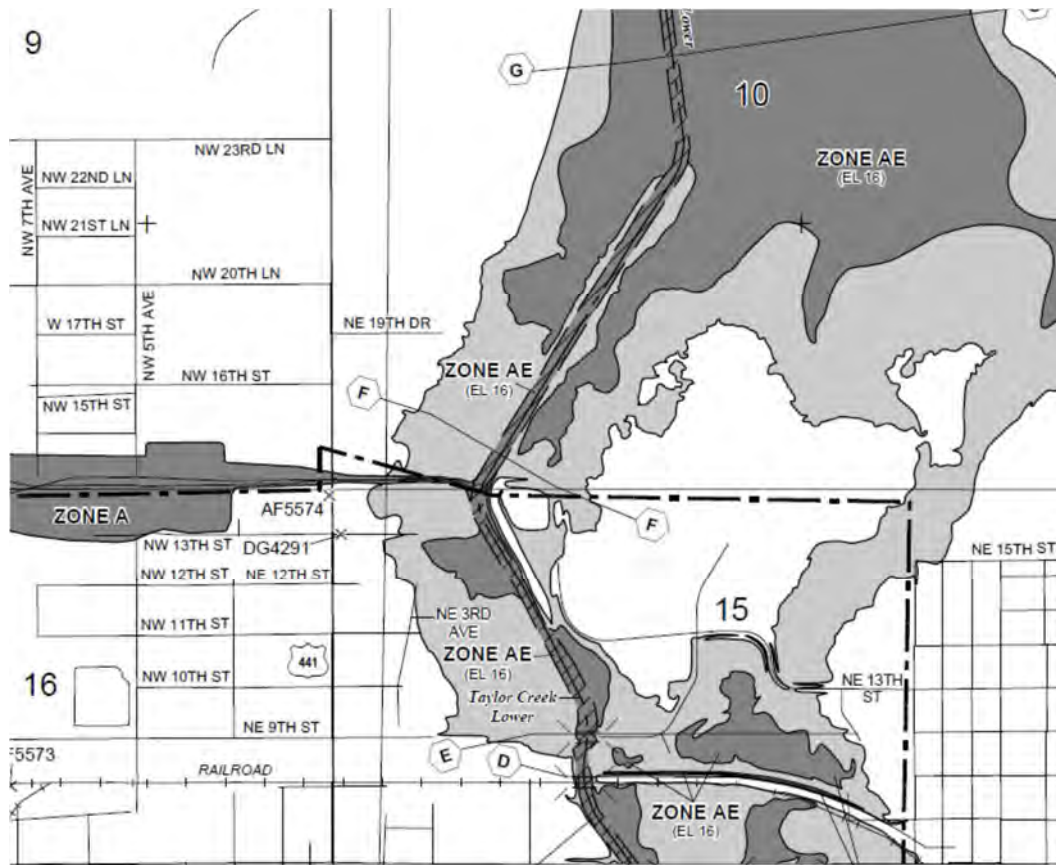 Lower
9
G
10
NW 23RD LN
ZONE AE
(EL 16)
NW 22ND LN
NW 7TH AVE
NW 21ST LN
NW 20TH LN
NW 5TH AVE
W 17TH ST
NE 19TH DR
ZONE AE
(EL 16)
NW 16TH ST
F
NW 15TH ST
ZONE A
AF5574
F
NW 13TH ST
DG4291
NE 15TH ST
NW 12TH ST
NE 12TH ST
15
NE 3RD
AVE
NW 11TH ST
ZONE AE
(EL 16)
441
16
NW 10TH ST
NE 13TH
ST
Taylor Creek
Lower
NE 9TH ST
E
D
F5573
RAILROAD
ZONE AE
(EL 16)